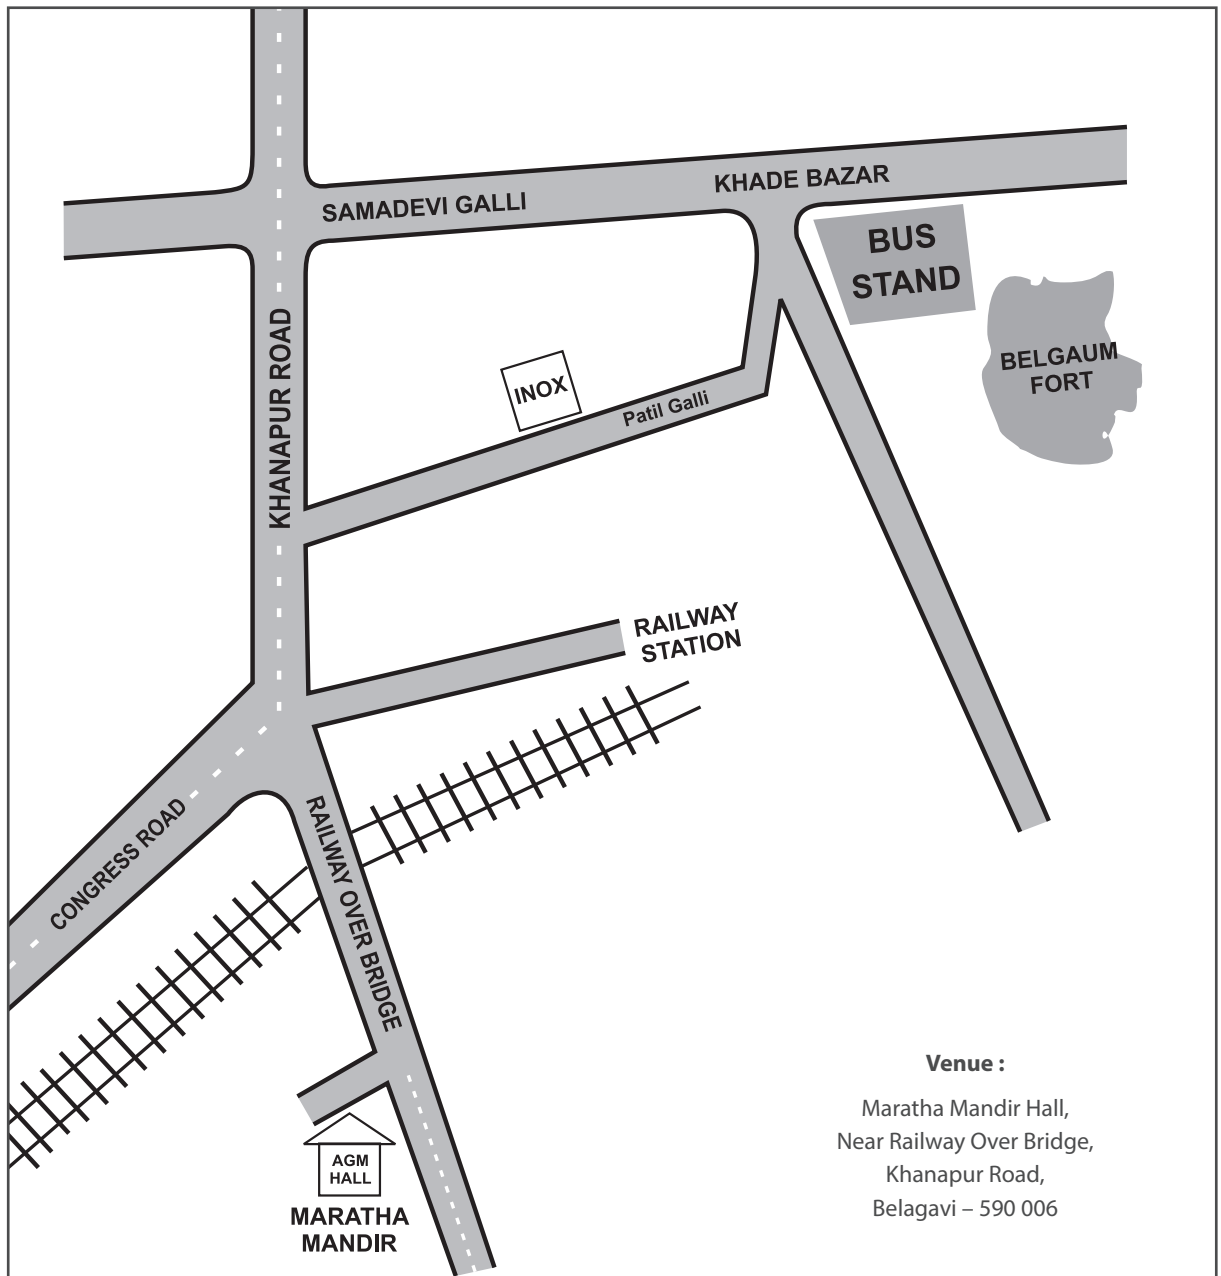 KHADE BAZAR
SAMADEVI GALLI
BUS
STAND
BELGAUM
FORT
KHANAPUR ROAD
INOX
Patil Galli
RAILWAY
STATION
CONGRESS ROAD
RAILWAY OVER BRIDGE
AGM
HALL
MARATHA
MANDIR
Venue :
Maratha Mandir Hall,
Near Railway Over Bridge,
Khanapur Road,
Belagavi – 590 006